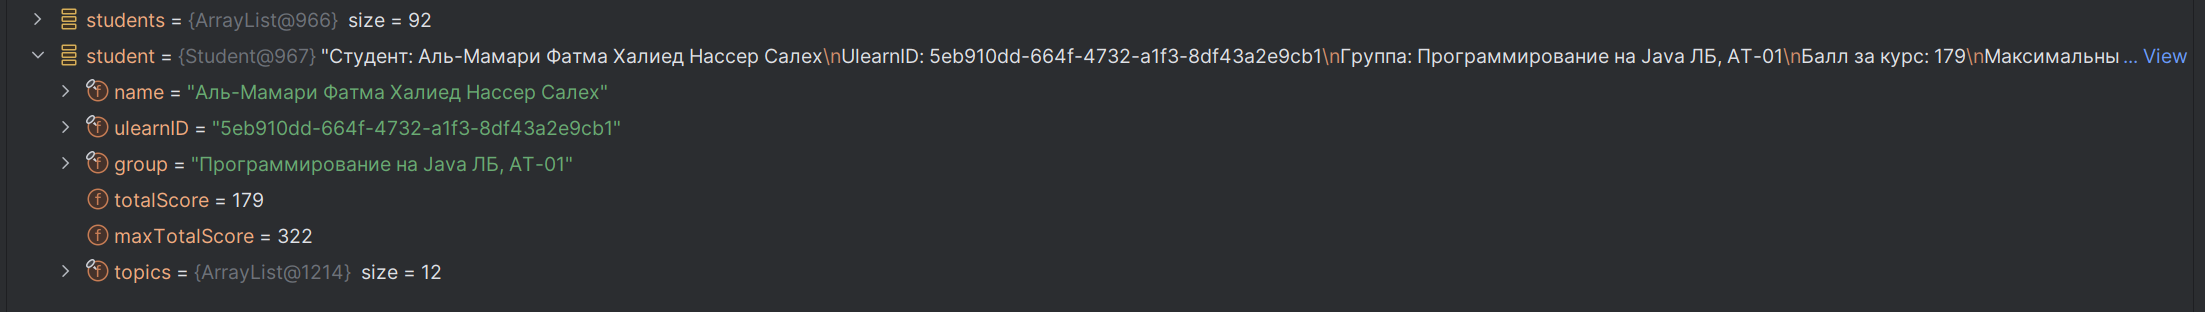 students = {ArrayList@966} size = 92
student = {Student@967} "Студент: Аль-Мамари Фатма Халиед Нассер Салех\nUlearnID: 5eb910dd-664f-4732-a1f3-8df43a2e9cb1\nГруппа: Программирование на Java ЛБ, АТ-01\nБалл за курс: 179\nМаксимальны ... View
name = "Аль-Мамари Фатма Халиед Нассер Салех"
ulearnID = "5eb910dd-664f-4732-a1f3-8df43a2e9cb1"
group = "Программирование на Java ЛБ, АТ-01"
totalScore = 179
maxTotalScore = 322
topics = {ArrayList@1214} size = 12